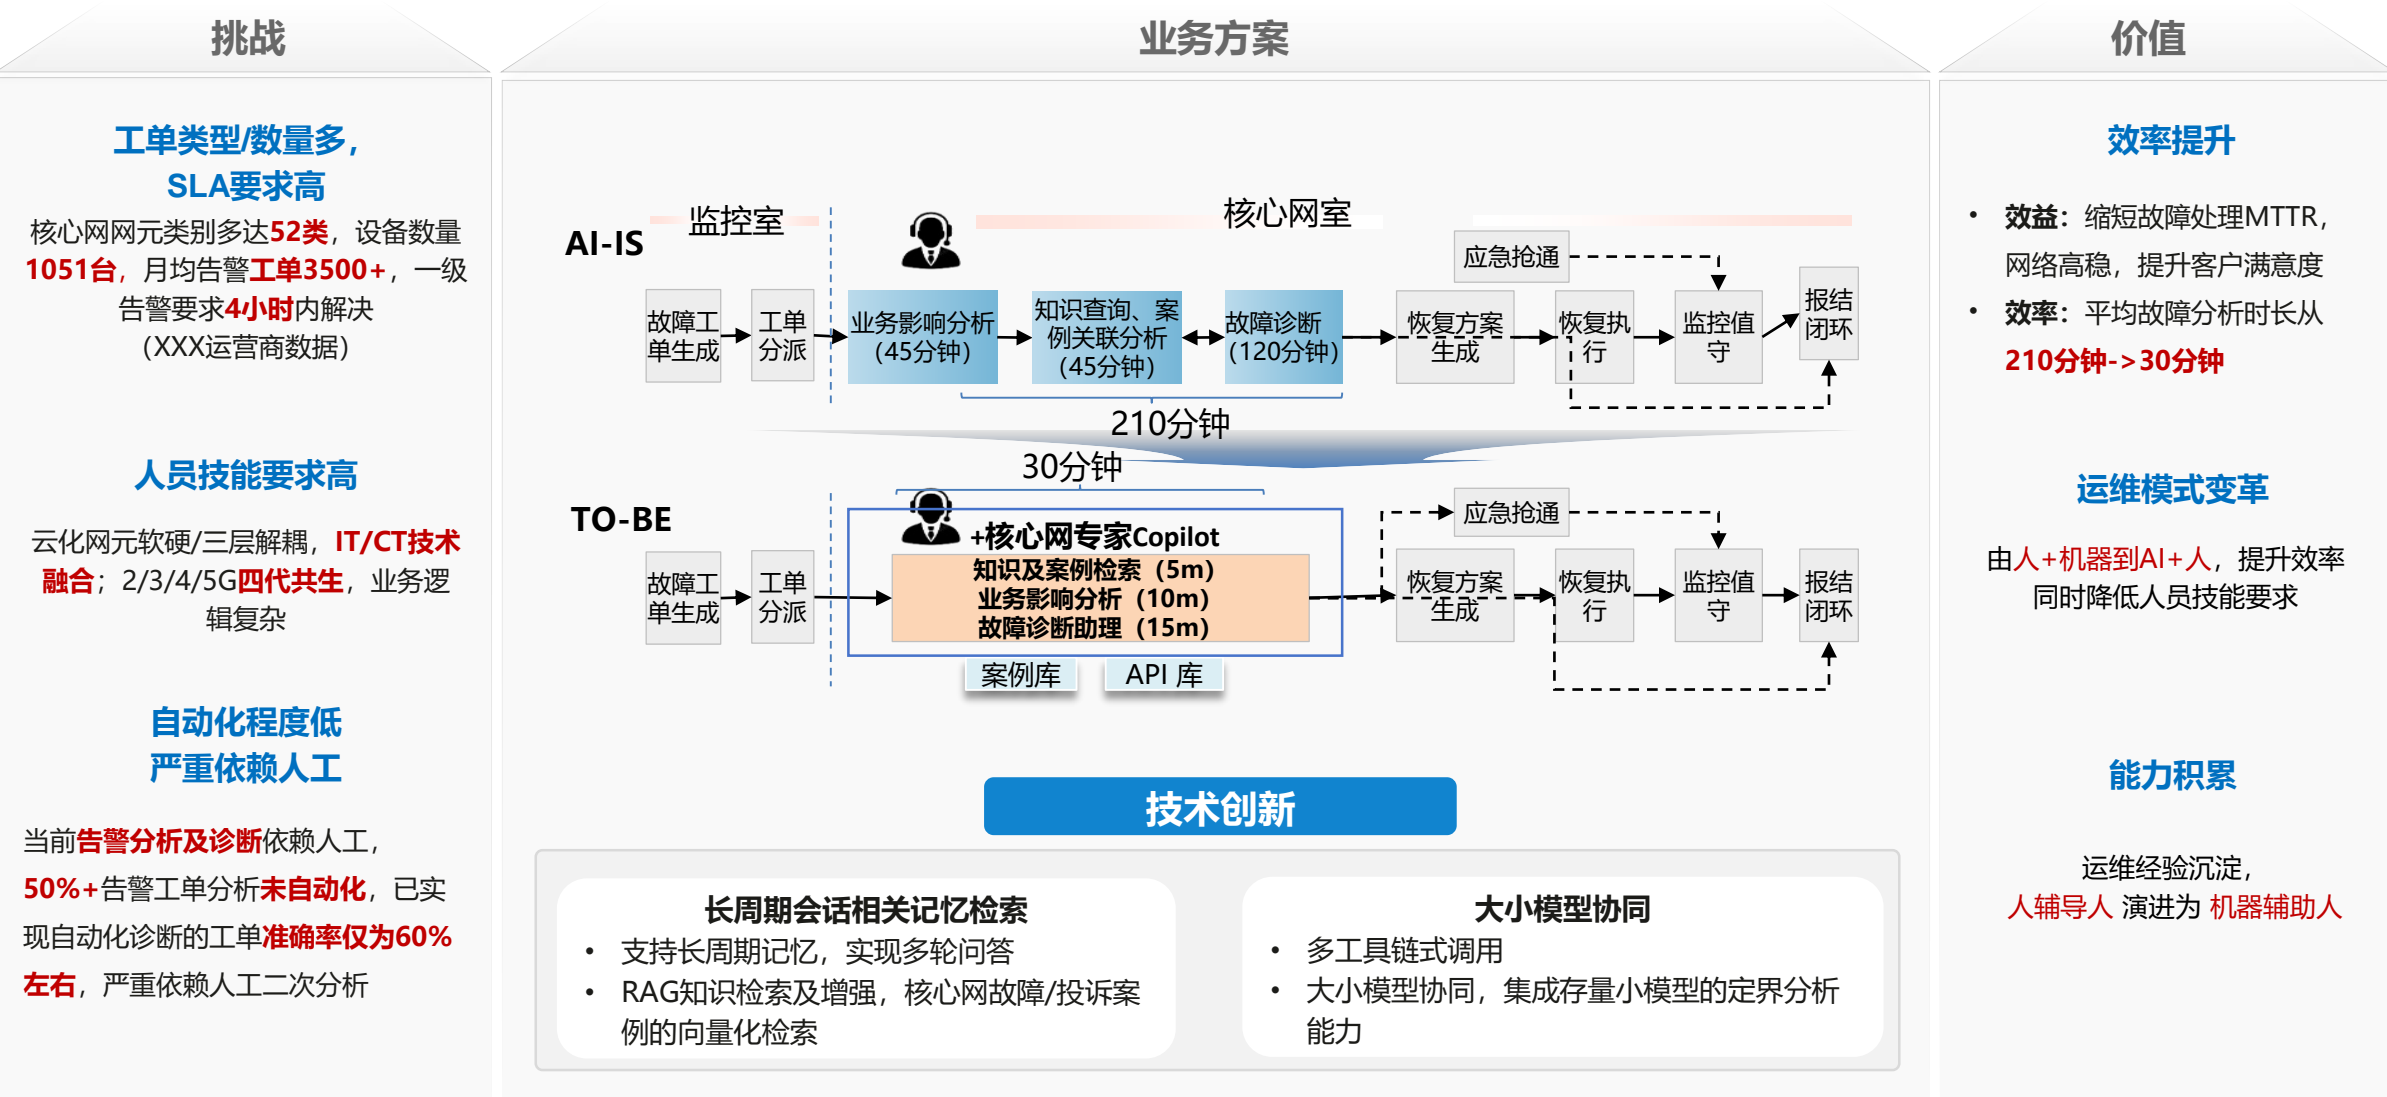 挑战
工单类型/数量多，
SLA要求高
核心网网元类别多达52类，设备数量
1051台，月均告警工单3500+，一级
告警要求4小时内解决
（XXX运营商数据）
人员技能要求高
云化网元软硬/三层解耦，IT/CT技术
融合；2/3/4/5G四代共生，业务逻
辑复杂
自动化程度低
严重依赖人工
当前告警分析及诊断依赖人工，
50%+告警工单分析未自动化，已实
现自动化诊断的工单准确率仅为60%
左右，严重依赖人工二次分析
业务方案
AI-IS
监控室
核心网室
故障工
单生成
工单
分派
业务影响分析
（45分钟）
知识查询、案
例关联分析
（45分钟）
故障诊断
（120分钟）
恢复方案
生成
应急抢通
恢复执
行
监控值
守
报结
闭环
210分钟
30分钟
TO-BE
故障工
单生成
工单
分派
+核心网专家Copilot
知识及案例检索（5m）
业务影响分析（10m）
故障诊断助理（15m）
案例库
API 库
应急抢通
恢复方案
生成
恢复执
行
监控值
守
报结
闭环
技术创新
长周期会话相关记忆检索
• 支持长周期记忆，实现多轮问答
• RAG知识检索及增强，核心网故障/投诉案
例的向量化检索
大小模型协同
• 多工具链式调用
• 大小模型协同，集成存量小模型的定界分析
能力
价值
效率提升
• 效益：缩短故障处理MTTR，
网络高稳，提升客户满意度
• 效率：平均故障分析时长从
210分钟->30分钟
运维模式变革
由人+机器到AI+人，提升效率
同时降低人员技能要求
能力积累
运维经验沉淀，
人辅导人 演进为 机器辅助人